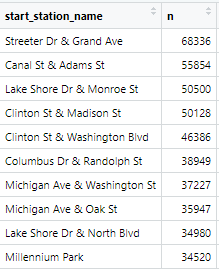 start_station_name n
Streeter Dr & Grand Ave 68336
Canal St & Adams St 55854
Lake Shore Dr & Monroe St 50500
Clinton St & Madison St 50128
Clinton St & Washington Blvd 46386
Columbus Dr & Randolph St 38949
Michigan Ave & Washington St 37227
Michigan Ave & Oak St 35947
Lake Shore Dr & North Blvd 34980
Millennium Park 34520